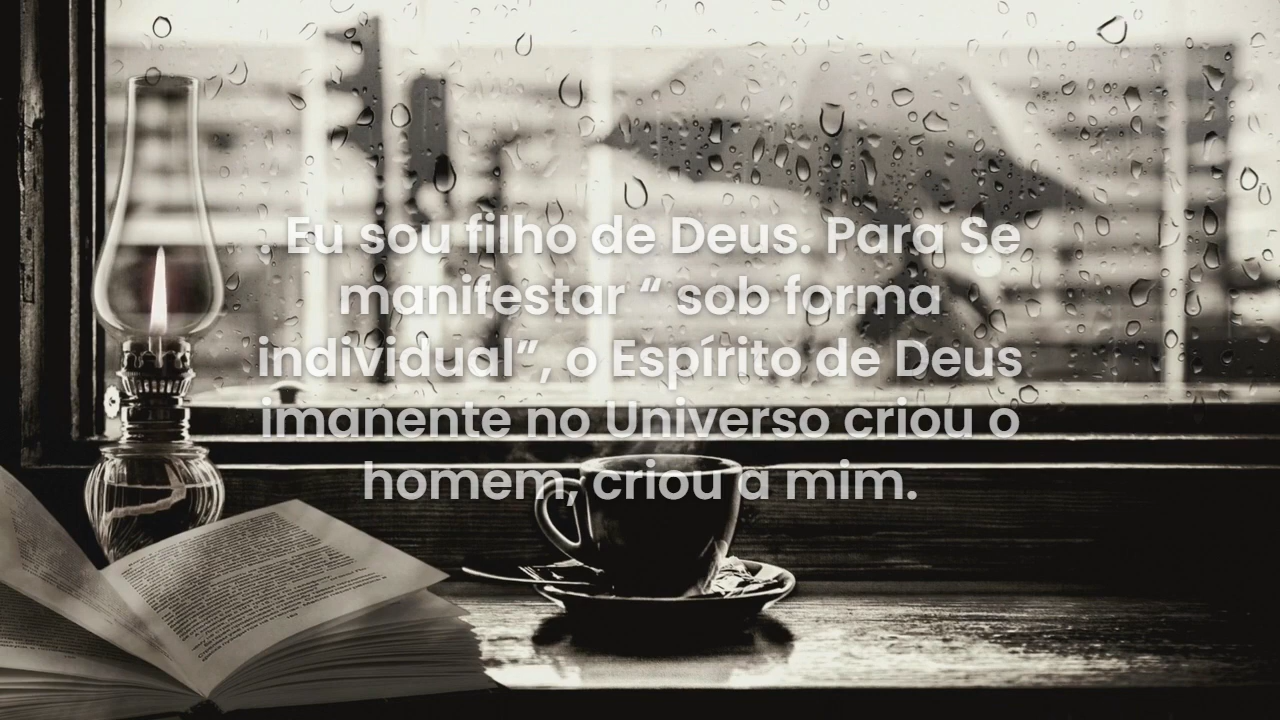 Eu sou filho de Deus. Para Se
manifestar “ sob forma
individual”, o Espírito de Deus
imanente no Universo criou o
homem, criou a mim.